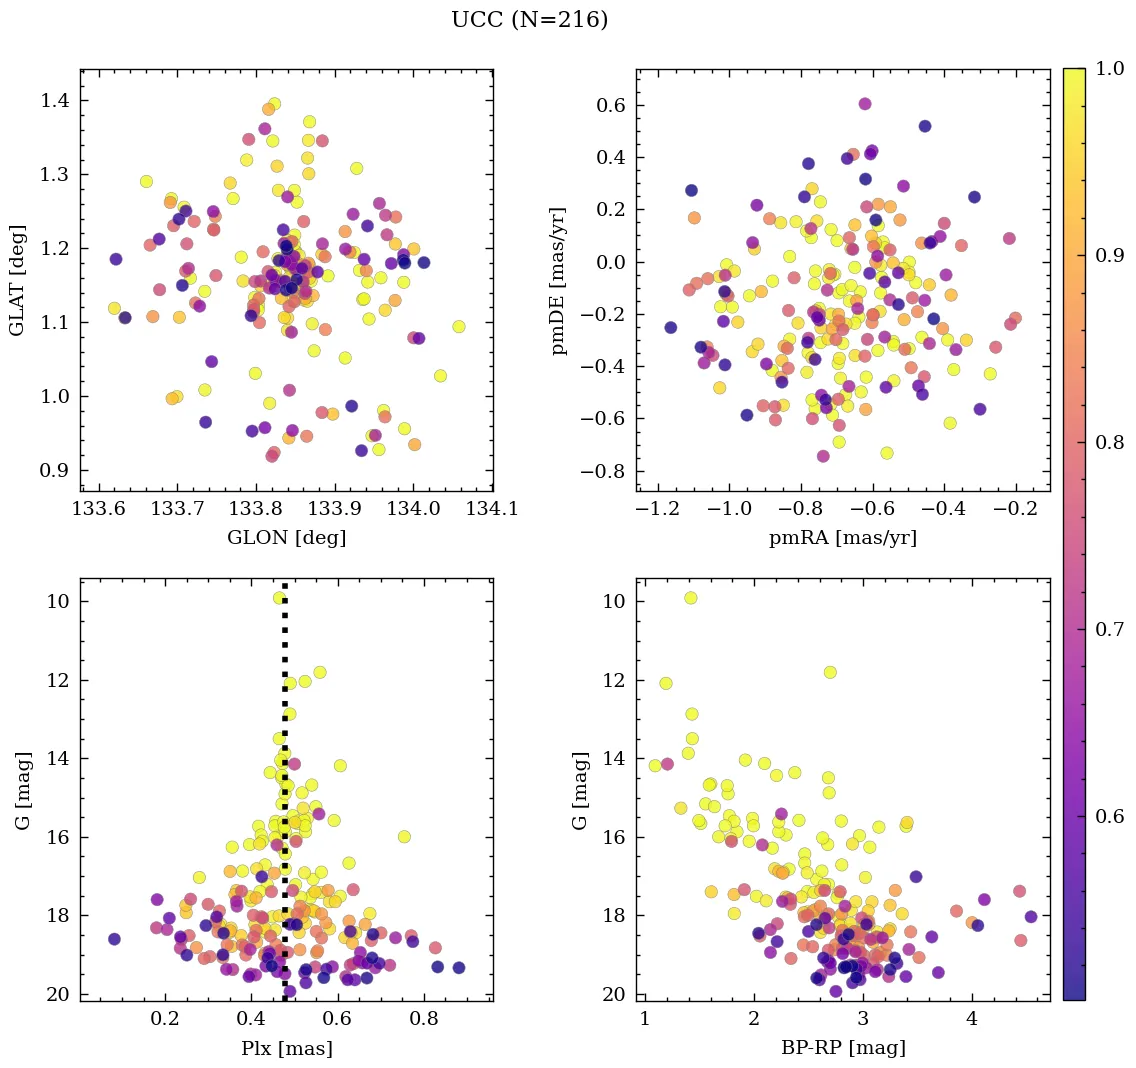 UCC (N=216)
1.4
1.3
1.2
1.1
1.0
0.9
GLAT [deg]
133.6 133.7 133.8 133.9 134.0 134.1
GLON [deg]
0.6
0.4
0.2
0.0
−0.2
−0.4
−0.6
−0.8
pmDE [mas/yr]
−1.2 −1.0 −0.8 −0.6 −0.4 −0.2
pmRA [mas/yr]
1.0
0.9
0.8
0.7
0.6
10
12
14
16
18
20
G [mag]
0.2 0.4 0.6 0.8
Plx [mas]
10
12
14
16
18
20
G [mag]
1 2 3 4
BP-RP [mag]